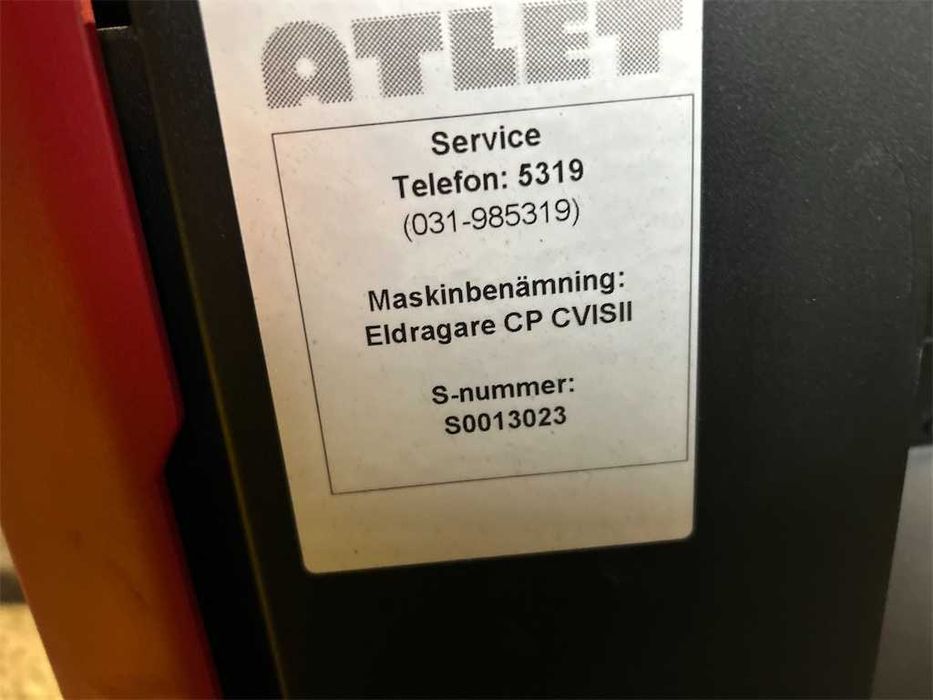 ATLET
Service
Telefon: 5319
(031-985319)
Maskinbenämning:
Eldragare CP CVISII
S-nummer:
S0013023